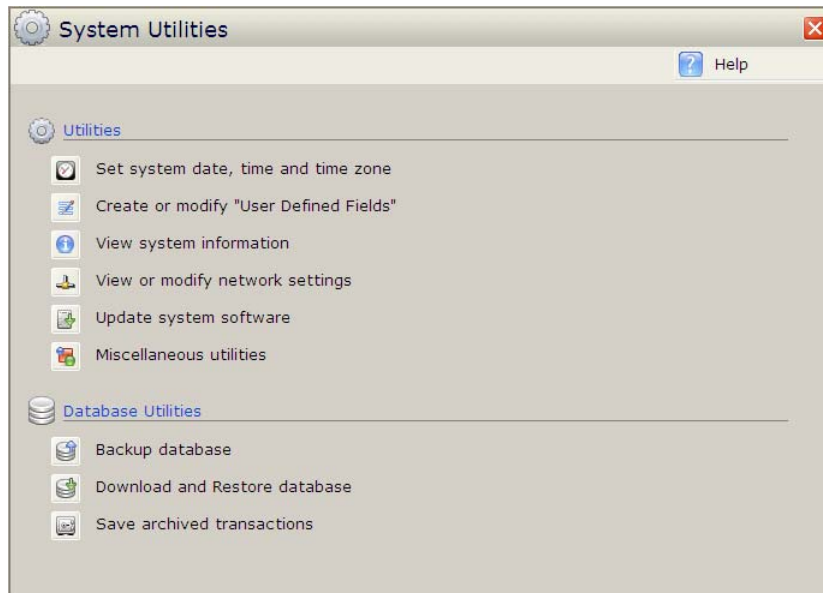 System Utilities
Help
Utilities
Set system date, time and time zone
Create or modify "User Defined Fields"
View system information
View or modify network settings
Update system software
Miscellaneous utilities
Database Utilities
Backup database
Download and Restore database
Save archived transactions